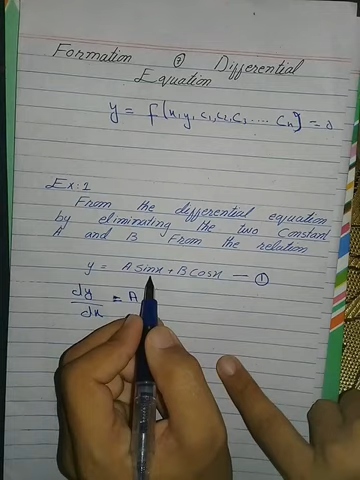 Formation of Differential
Equation
y = f(x, y, c1, c2, c3, .... cn) = 0
Ex: 1
From the differential equation
by eliminating the two Constant
A and B From the relation
y = A sinx + B cosx — ①
dy/dx = A